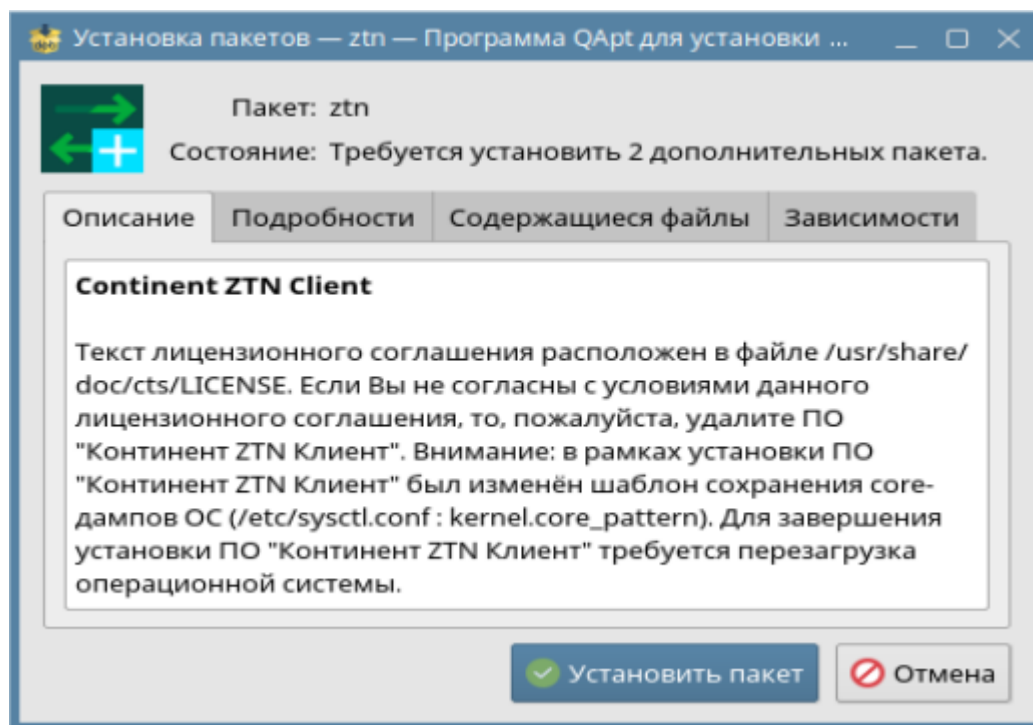 Установка пакетов — ztn — Программа QApt для установки ...
Пакет: ztn
Состояние: Требуется установить 2 дополнительных пакета.
Описание Подробности Содержащиеся файлы Зависимости
Continent ZTN Client
Текст лицензионного соглашения расположен в файле /usr/share/
doc/cts/LICENSE. Если Вы не согласны с условиями данного
лицензионного соглашения, то, пожалуйста, удалите ПО
"Континент ZTN Клиент". Внимание: в рамках установки ПО
"Континент ZTN Клиент" был изменён шаблон сохранения core-
дампов ОС (/etc/sysctl.conf : kernel.core_pattern). Для завершения
установки ПО "Континент ZTN Клиент" требуется перезагрузка
операционной системы.
Установить пакет Отмена